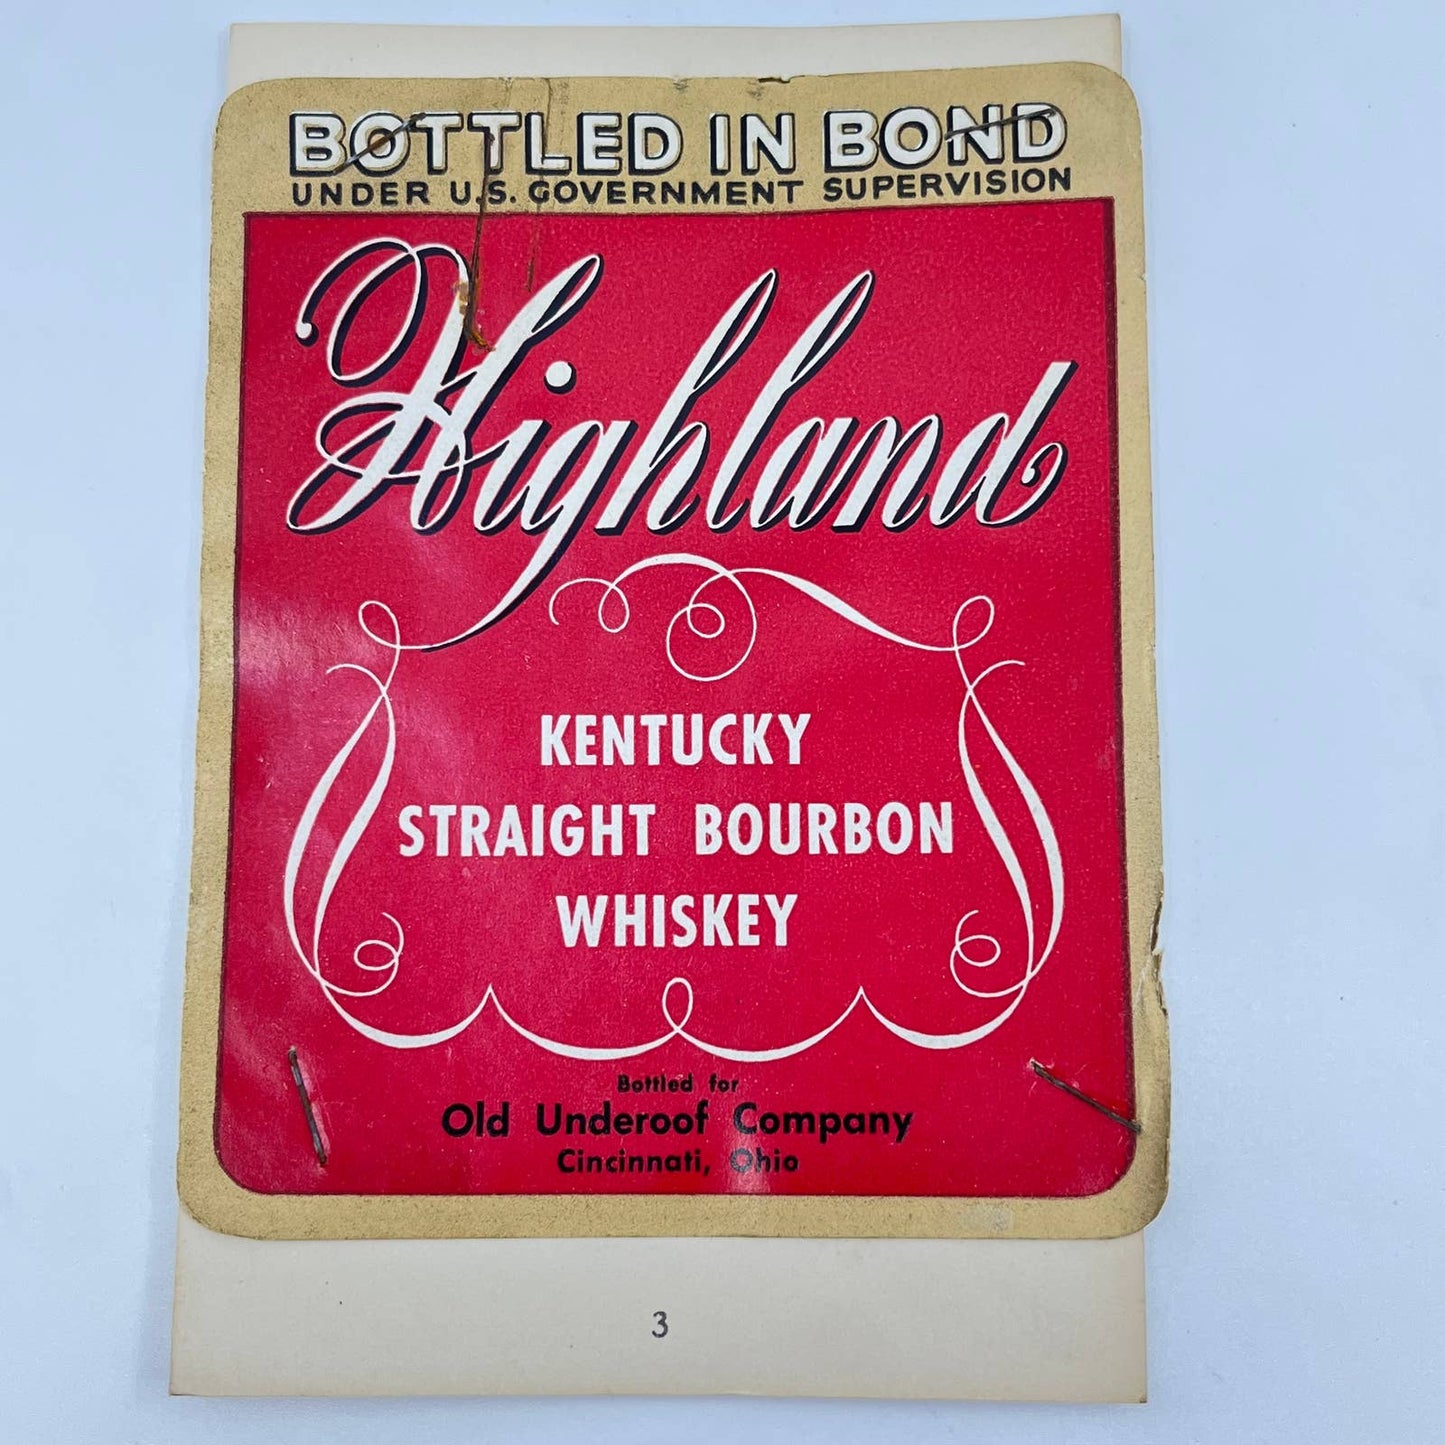 BOTTLED IN BOND
UNDER U.S. GOVERNMENT SUPERVISION
Highland
KENTUCKY
STRAIGHT BOURBON
WHISKEY
Bottled for
Old Underoof Company
Cincinnati, Ohio
3